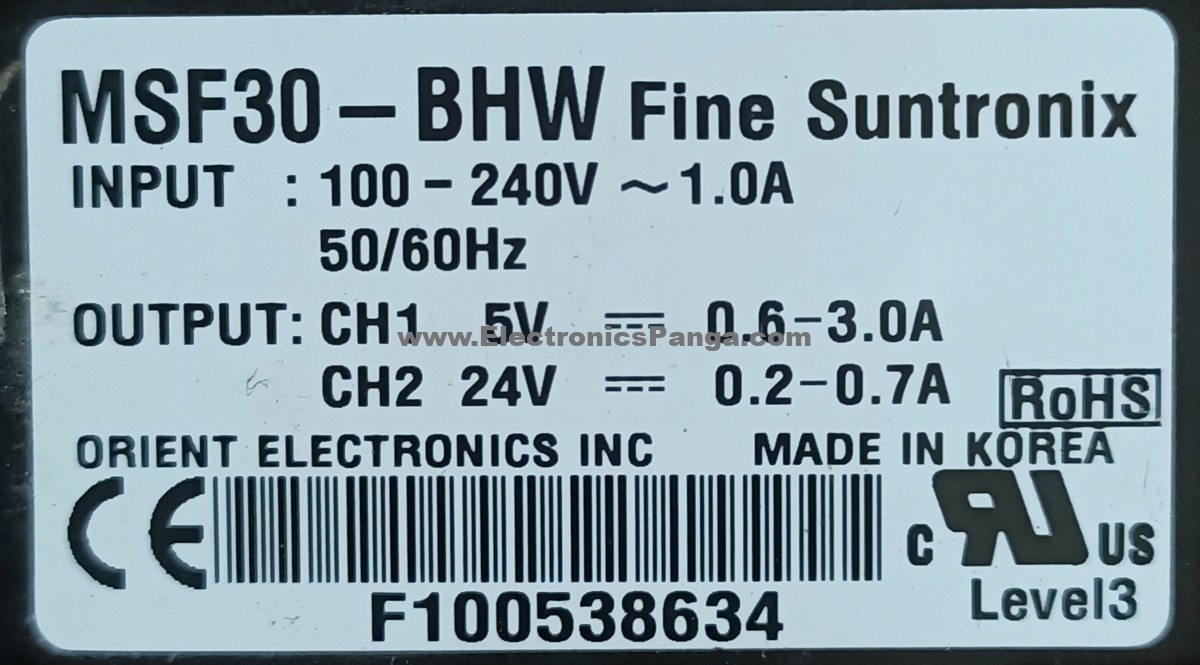 MSF30-BHW Fine Suntronix
INPUT : 100-240V ~ 1.0A
50/60Hz
OUTPUT: CH1 5V ⎓ 0.6-3.0A
www.ElectronicsPanga.com
CH2 24V ⎓ 0.2-0.7A
RoHS
ORIENT ELECTRONICS INC MADE IN KOREA
CE
c RU US
F100538634
Level3